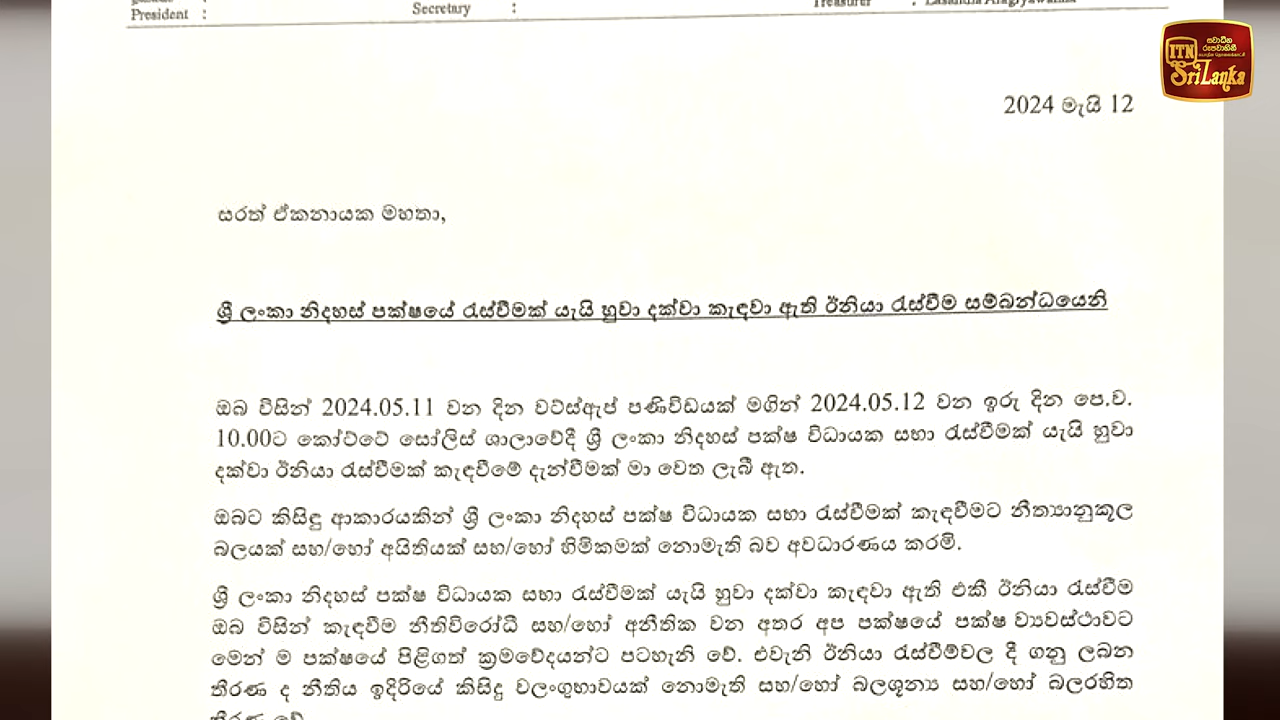 President :
Secretary :
Treasurer :
ITN
ස්වාධීන
රූපවාහිනී
Sri Lanka
2024 මැයි 12
සරත් ඒකනායක මහතා,
ශ්‍රී ලංකා නිදහස් පක්ෂයේ රැස්වීමක් යැයි හුවා දක්වා කැඳවා ඇති ඊනියා රැස්වීම සම්බන්ධයෙනි
ඔබ විසින් 2024.05.11 වන දින වට්ස්ඇප් පණිවිඩයක් මගින් 2024.05.12 වන ඉරු දින පෙ.ව.
10.00ට කෝට්ටේ සෝලිස් ශාලාවේදී ශ්‍රී ලංකා නිදහස් පක්ෂ විධායක සභා රැස්වීමක් යැයි හුවා
දක්වා ඊනියා රැස්වීමක් කැඳවීමේ දැන්වීමක් මා වෙත ලැබී ඇත.
ඔබට කිසිඳු ආකාරයකින් ශ්‍රී ලංකා නිදහස් පක්ෂ විධායක සභා රැස්වීමක් කැඳවීමට නීත්‍යානුකූල
බලයක් සහ/හෝ අයිතියක් සහ/හෝ හිමිකමක් නොමැති බව අවධාරණය කරමි.
ශ්‍රී ලංකා නිදහස් පක්ෂ විධායක සභා රැස්වීමක් යැයි හුවා දක්වා කැඳවා ඇති එකී ඊනියා රැස්වීම
ඔබ විසින් කැඳවීම නීතිවිරෝධී සහ/හෝ අනීතික වන අතර අප පක්ෂයේ පක්ෂ ව්‍යවස්ථාවට
මෙන් ම පක්ෂයේ පිළිගත් ක්‍රමවේදයන්ට පටහැනි වේ. එවැනි ඊනියා රැස්වීම්වල දී ගනු ලබන
තීරණ ද නීතිය ඉදිරියේ කිසිදු වලංගුභාවයක් නොමැති සහ/හෝ බලශූන්‍ය සහ/හෝ බලරහිත